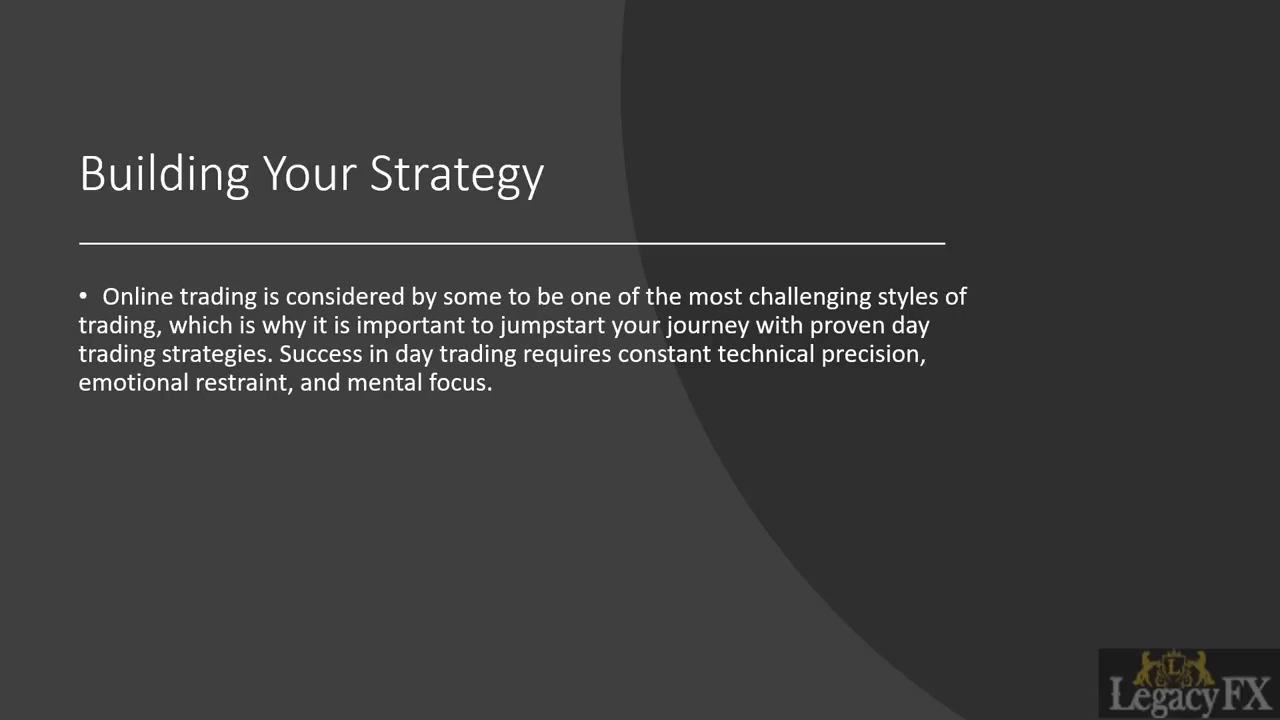 Building Your Strategy
• Online trading is considered by some to be one of the most challenging styles of
trading, which is why it is important to jumpstart your journey with proven day
trading strategies. Success in day trading requires constant technical precision,
emotional restraint, and mental focus.
L
LegacyFX